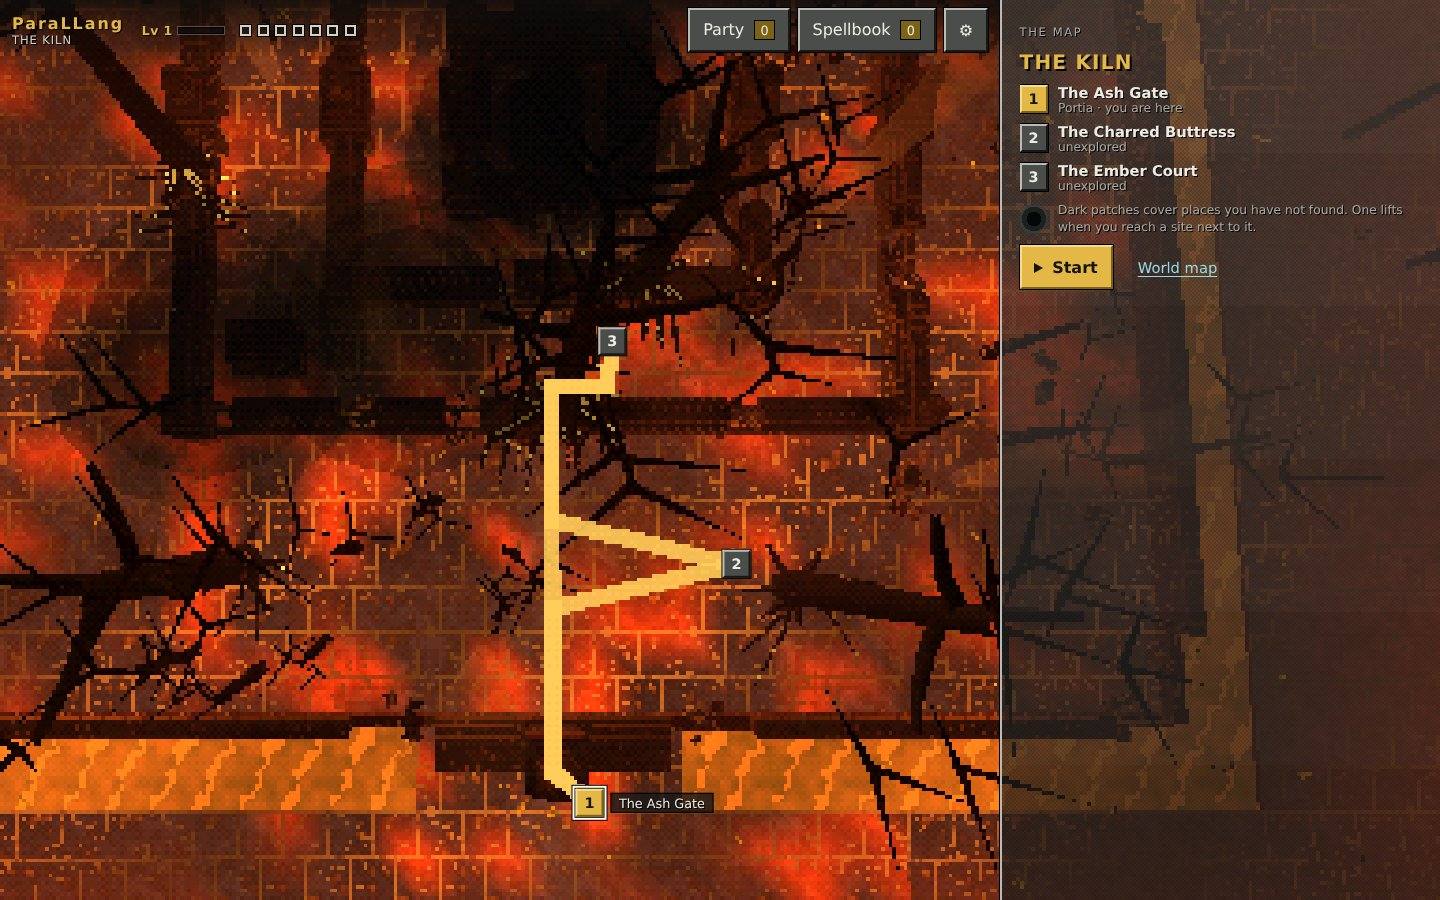 ParaLLang
THE KILN
Lv 1
Party 0
Spellbook 0
THE MAP
THE KILN
1 The Ash Gate
Portia · you are here
2 The Charred Buttress
unexplored
3 The Ember Court
unexplored
Dark patches cover places you have not found. One lifts
when you reach a site next to it.
Start
World map
3
2
1 The Ash Gate